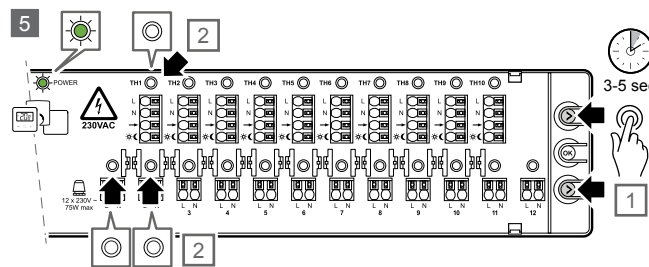 5
2
POWER
TH1 TH2 TH3 TH4 TH5 TH6 TH7 TH8 TH9 TH10
3-5 sec
L L L L L L L L L L
N N N N N N N N N N
230VAC
OK
12 x 230V ~
75W max
L N L N L N L N L N L N L N L N L N L N
3 4 5 6 7 8 9 10 11 12
1
2